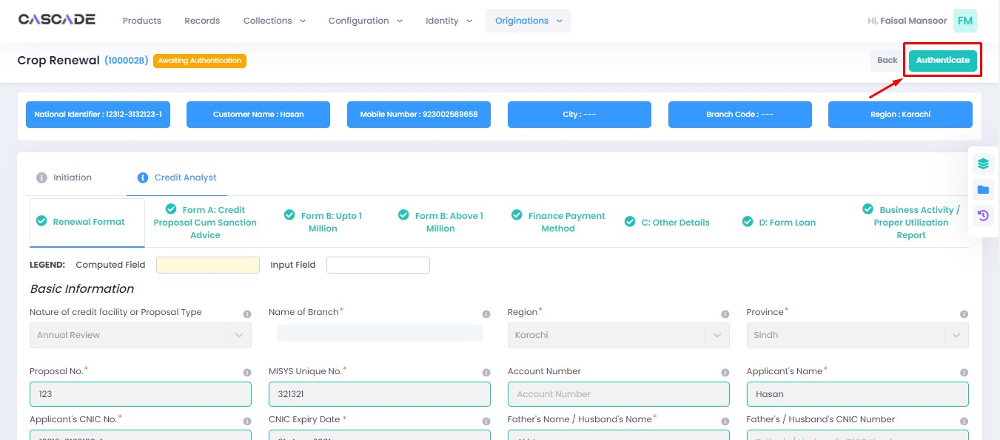 CASCADE Products Records Collections Configuration Identity Originations Hi, Faisal Mansoor FM
Crop Renewal (1000028) Awaiting Authentication Back Authenticate
National Identifier : 12312-3132123-1 Customer Name : Hasan Mobile Number : 923002589658 City : --- Branch Code : --- Region : Karachi
Initiation Credit Analyst
Renewal Format
Form A: Credit
Proposal Cum Sanction
Advice
Form B: Upto 1
Million
Form B: Above 1
Million
Finance Payment
Method
C: Other Details
D: Farm Loan
Business Activity /
Proper Utilization
Report
LEGEND: Computed Field Input Field
Basic Information
Nature of credit facility or Proposal Type Name of Branch* Region* Province*
Annual Review Karachi Sindh
Proposal No.* MISYS Unique No.* Account Number Applicant's Name*
123 321321 Account Number Hasan
Applicant's CNIC No.* CNIC Expiry Date * Father's Name / Husband's Name* Father's / Husband's CNIC Number